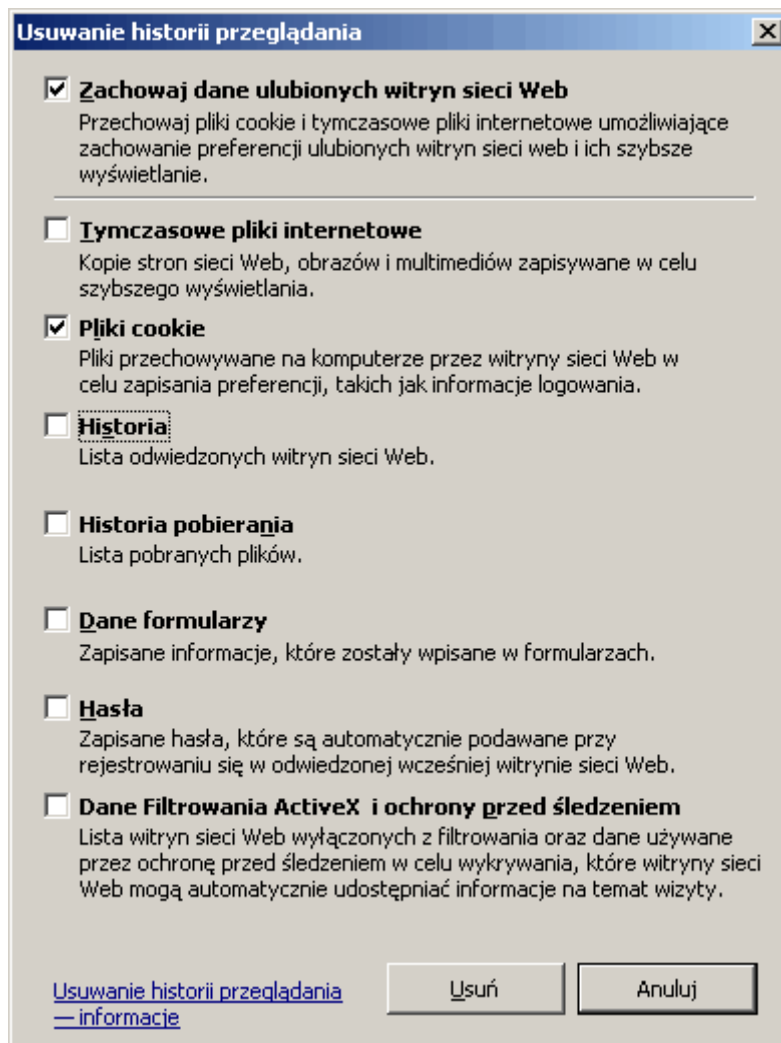 Usuwanie historii przeglądania
Zachowaj dane ulubionych witryn sieci Web
Przechowaj pliki cookie i tymczasowe pliki internetowe umożliwiające
zachowanie preferencji ulubionych witryn sieci web i ich szybsze
wyświetlanie.
Tymczasowe pliki internetowe
Kopie stron sieci Web, obrazów i multimediów zapisywane w celu
szybszego wyświetlania.
Pliki cookie
Pliki przechowywane na komputerze przez witryny sieci Web w
celu zapisania preferencji, takich jak informacje logowania.
Historia
Lista odwiedzonych witryn sieci Web.
Historia pobierania
Lista pobranych plików.
Dane formularzy
Zapisane informacje, które zostały wpisane w formularzach.
Hasła
Zapisane hasła, które są automatycznie podawane przy
rejestrowaniu się w odwiedzonej wcześniej witrynie sieci Web.
Dane Filtrowania ActiveX i ochrony przed śledzeniem
Lista witryn sieci Web wyłączonych z filtrowania oraz dane używane
przez ochronę przed śledzeniem w celu wykrywania, które witryny sieci
Web mogą automatycznie udostępniać informacje na temat wizyty.
Usuwanie historii przeglądania
— informacje
Usuń
Anuluj